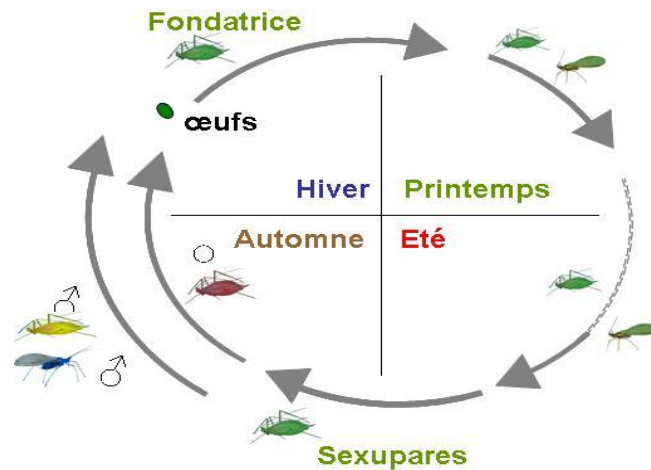 Fondatrice
œufs
Hiver
Printemps
Automne
Eté
Sexupares